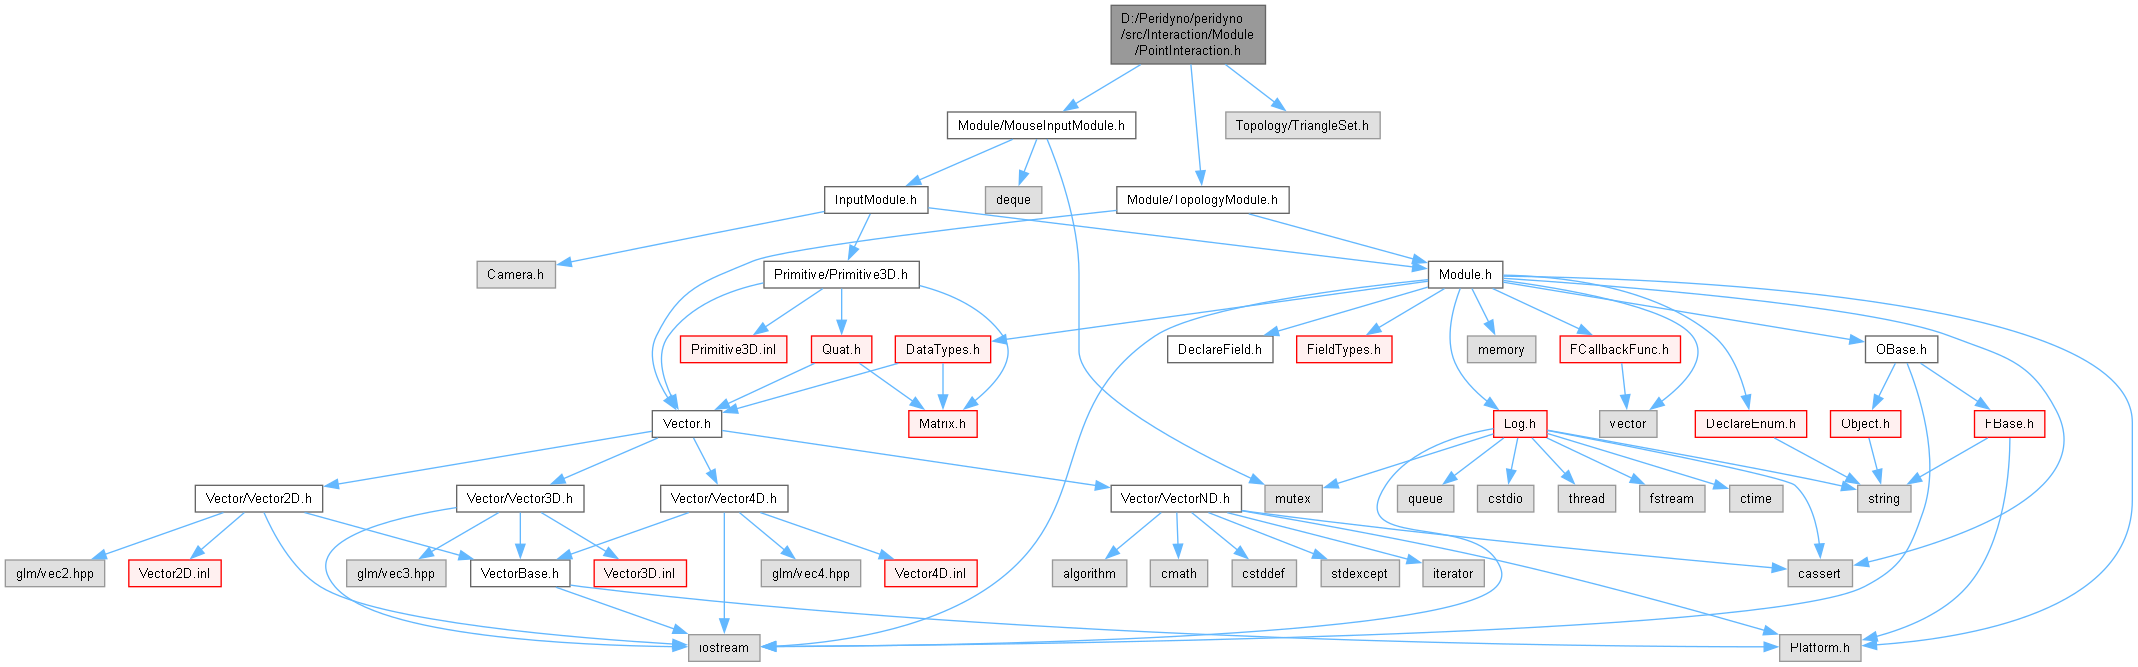 D:/Peridyno/peridyno
/src/Interaction/Module
/PointInteraction.h
Module/MouseInputModule.h
Topology/TriangleSet.h
InputModule.h
deque
Module/TopologyModule.h
Camera.h
Primitive/Primitive3D.h
Module.h
Primitive3D.inl
Quat.h
DataTypes.h
DeclareField.h
FieldTypes.h
memory
FCallbackFunc.h
OBase.h
Vector.h
Matrix.h
Log.h
vector
DeclareEnum.h
Object.h
FBase.h
Vector/Vector2D.h
Vector/Vector3D.h
Vector/Vector4D.h
Vector/VectorND.h
mutex
queue
cstdio
thread
fstream
ctime
string
glm/vec2.hpp
Vector2D.inl
glm/vec3.hpp
VectorBase.h
Vector3D.inl
glm/vec4.hpp
Vector4D.inl
algorithm
cmath
cstddef
stdexcept
iterator
cassert
iostream
Platform.h